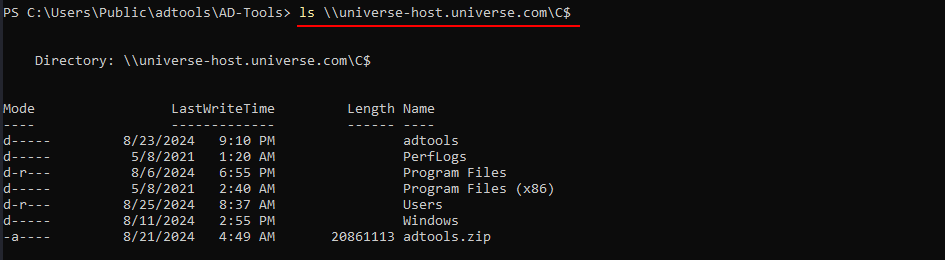 PS C:\Users\Public\adtools\AD-Tools> ls \\universe-host.universe.com\C$
Directory: \\universe-host.universe.com\C$
Mode LastWriteTime Length Name
---- ------------- ------ ----
d----- 8/23/2024 9:10 PM adtools
d----- 5/8/2021 1:20 AM PerfLogs
d-r--- 8/6/2024 6:55 PM Program Files
d----- 5/8/2021 2:40 AM Program Files (x86)
d-r--- 8/25/2024 8:37 AM Users
d----- 8/11/2024 2:55 PM Windows
-a---- 8/21/2024 4:49 AM 20861113 adtools.zip